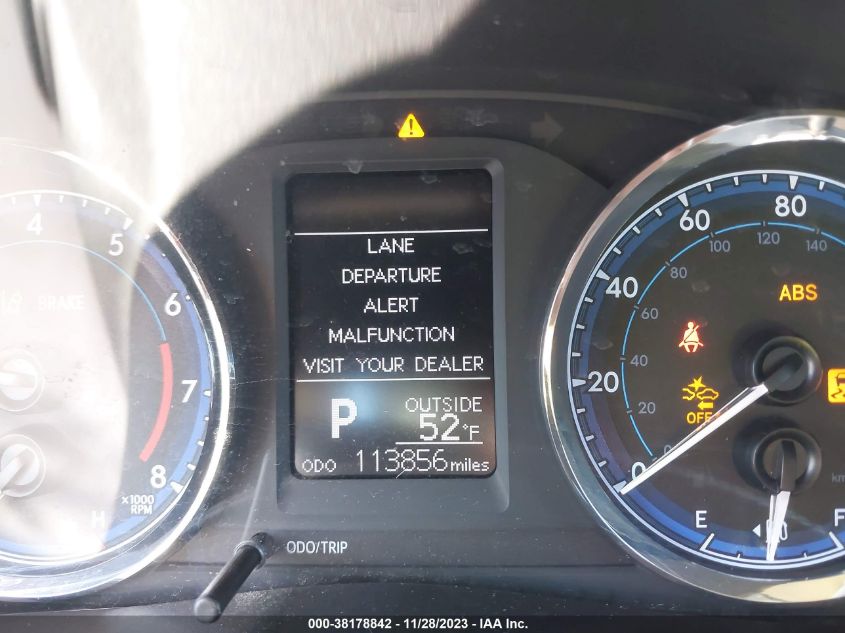 LANE
DEPARTURE
ALERT
MALFUNCTION
VISIT YOUR DEALER
P
OUTSIDE
52°F
ODO 113856 miles
ODO/TRIP
4
5
6
7
8
BRAKE
x1000
RPM
H
0
20
40
60
80
0
20
40
60
80
100
120
140
ABS
OFF
km
E
F
000-38178842 - 11/28/2023 - IAA Inc.